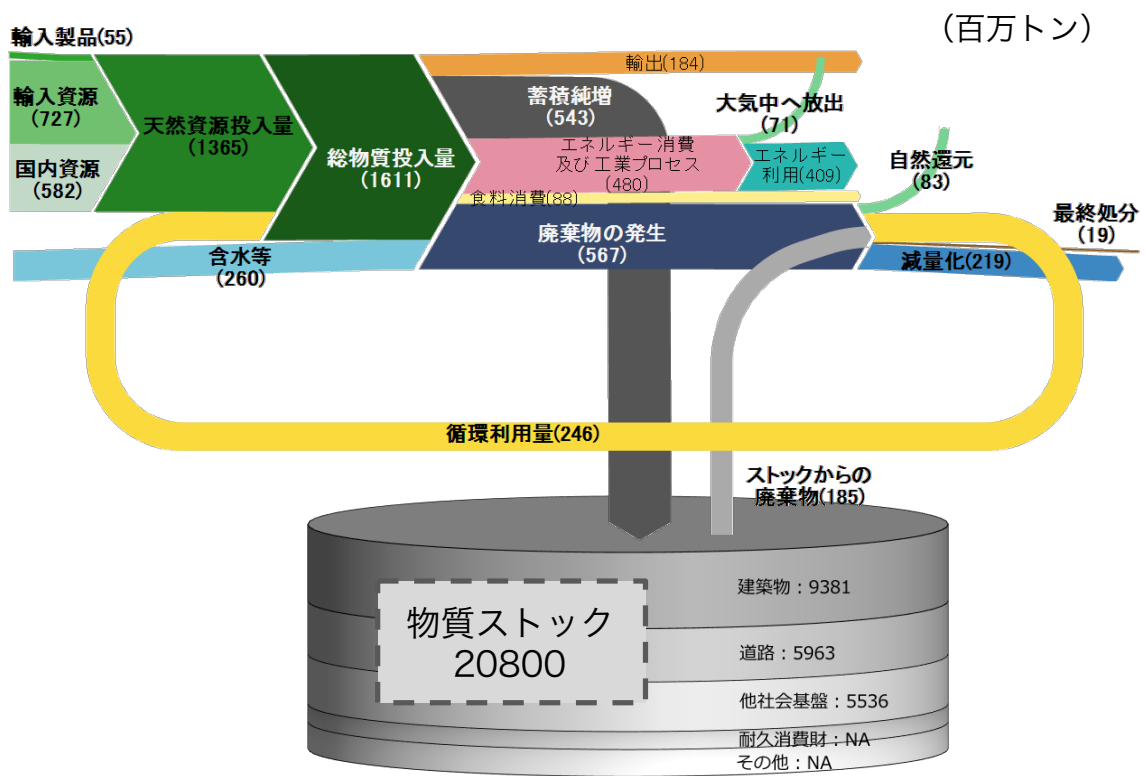 （百万トン）
輸入製品(55)
輸入資源
(727)
国内資源
(582)
天然資源投入量
(1365)
総物質投入量
(1611)
輸出(184)
蓄積純増
(543)
大気中へ放出
(71)
エネルギー消費
及び工業プロセス
(480)
エネルギー
利用(409)
自然還元
(83)
食料消費(88)
最終処分
(19)
廃棄物の発生
(567)
含水等
(260)
減量化(219)
循環利用量(246)
ストックからの
廃棄物(185)
物質ストック
20800
建築物：9381
道路：5963
他社会基盤：5536
耐久消費財：NA
その他：NA